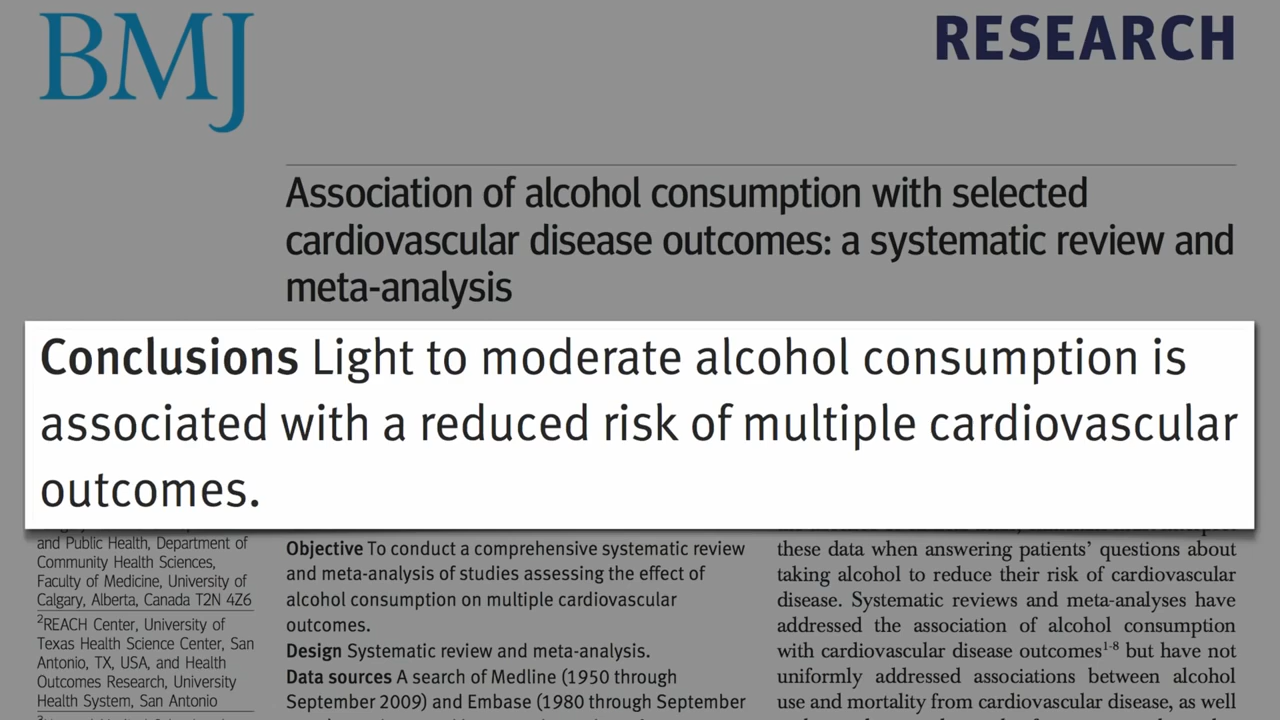 BMJ
RESEARCH
Association of alcohol consumption with selected
cardiovascular disease outcomes: a systematic review and
meta-analysis
Conclusions Light to moderate alcohol consumption is
associated with a reduced risk of multiple cardiovascular
outcomes.
and Public Health, Department of
Community Health Sciences,
Faculty of Medicine, University of
Calgary, Alberta, Canada T2N 4Z6
2REACH Center, University of
Texas Health Science Center, San
Antonio, TX, USA, and Health
Outcomes Research, University
Health System, San Antonio
Objective To conduct a comprehensive systematic review
and meta-analysis of studies assessing the effect of
alcohol consumption on multiple cardiovascular
outcomes.
Design Systematic review and meta-analysis.
Data sources A search of Medline (1950 through
September 2009) and Embase (1980 through September
these data when answering patients' questions about
taking alcohol to reduce their risk of cardiovascular
disease. Systematic reviews and meta-analyses have
addressed the association of alcohol consumption
with cardiovascular disease outcomes1-8 but have not
uniformly addressed associations between alcohol
use and mortality from cardiovascular disease, as well